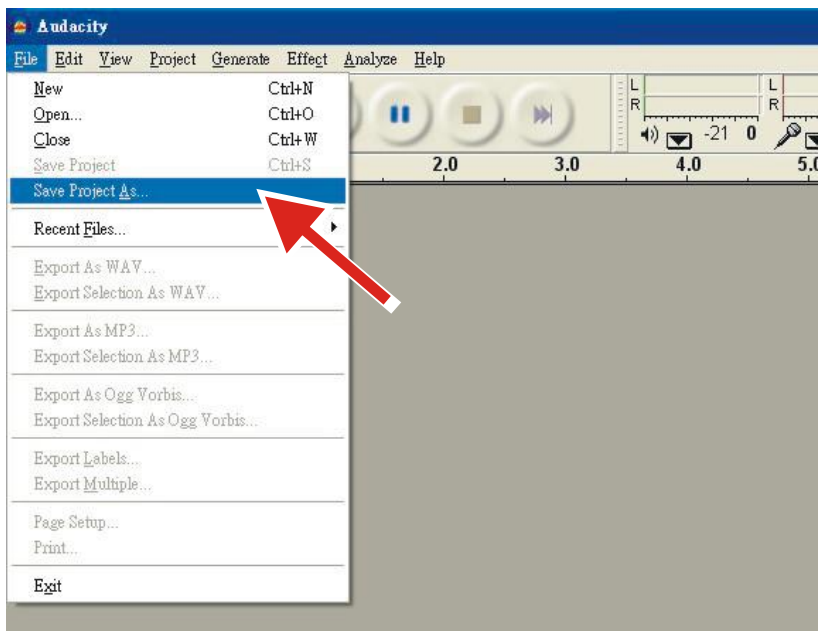 Audacity
File Edit View Project Generate Effect Analyze Help
New Ctrl+N
Open... Ctrl+O
Close Ctrl+W
Save Project Ctrl+S
Save Project As...
Recent Files...
Export As WAV...
Export Selection As WAV...
Export As MP3...
Export Selection As MP3...
Export As Ogg Vorbis...
Export Selection As Ogg Vorbis...
Export Labels...
Export Multiple...
Page Setup...
Print...
Exit
L L
R R
-21 0
2.0 3.0 4.0 5.0